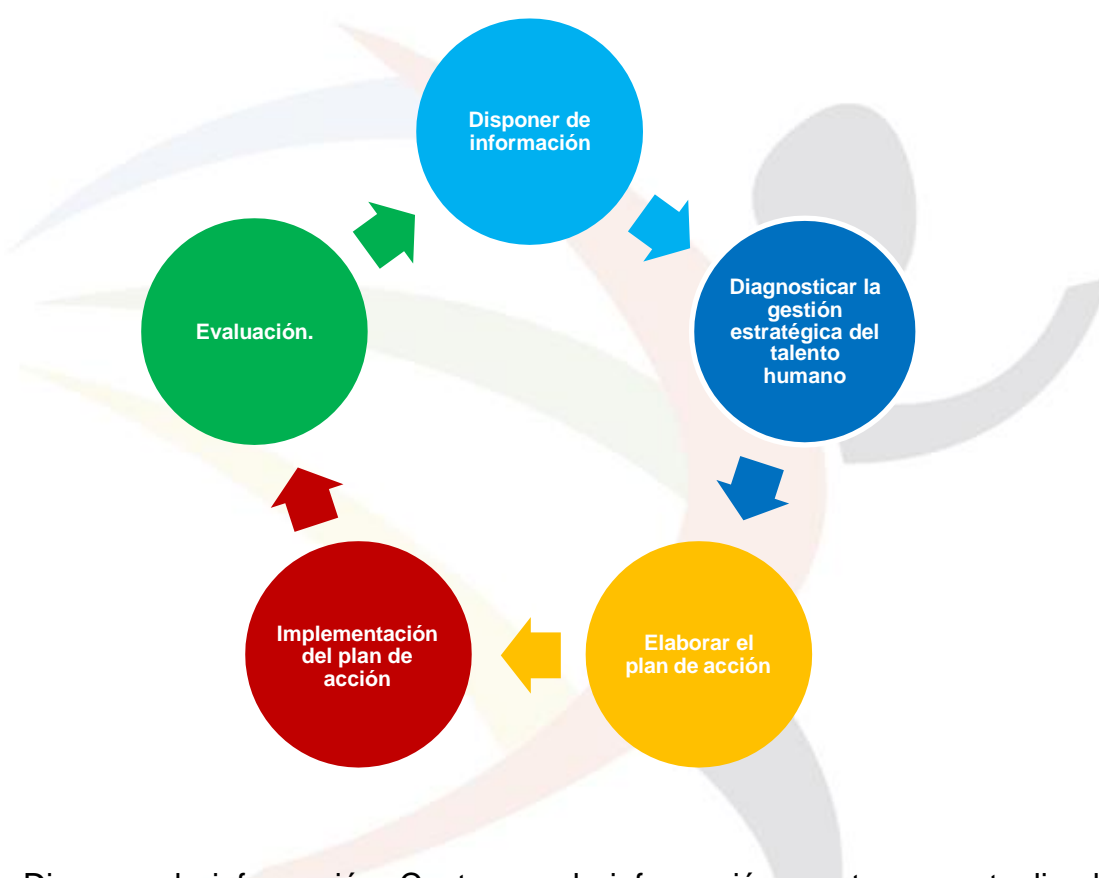 Disponer de
información
Diagnosticar la
gestión
estratégica del
talento
humano
Elaborar el
plan de acción
Implementación
del plan de
acción
Evaluación.